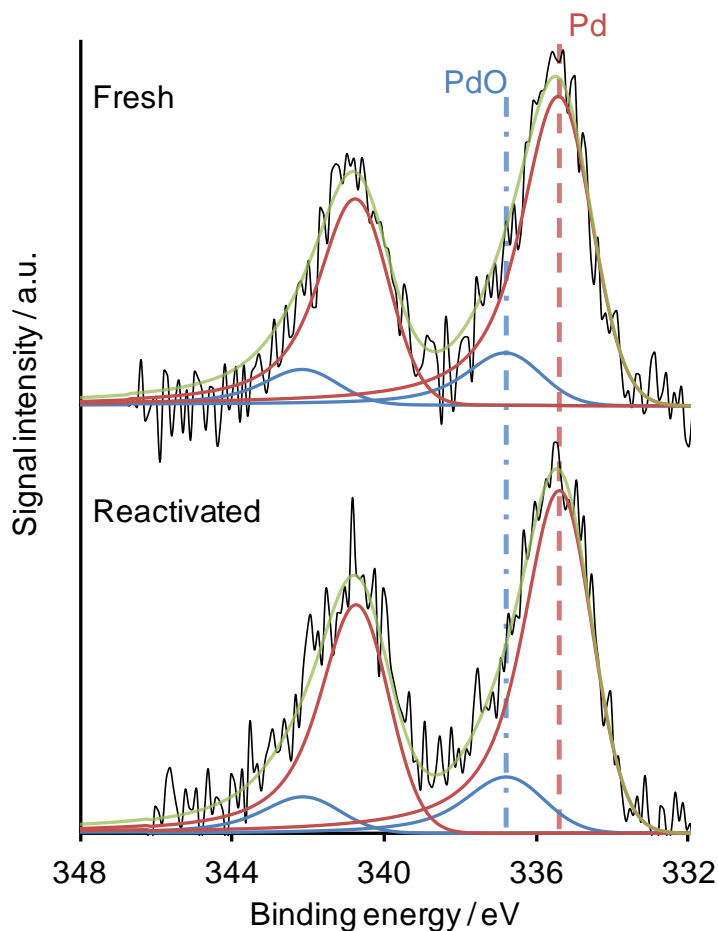 Pd
PdO
Fresh
Reactivated
Signal intensity / a.u.
348 344 340 336 332
Binding energy / eV